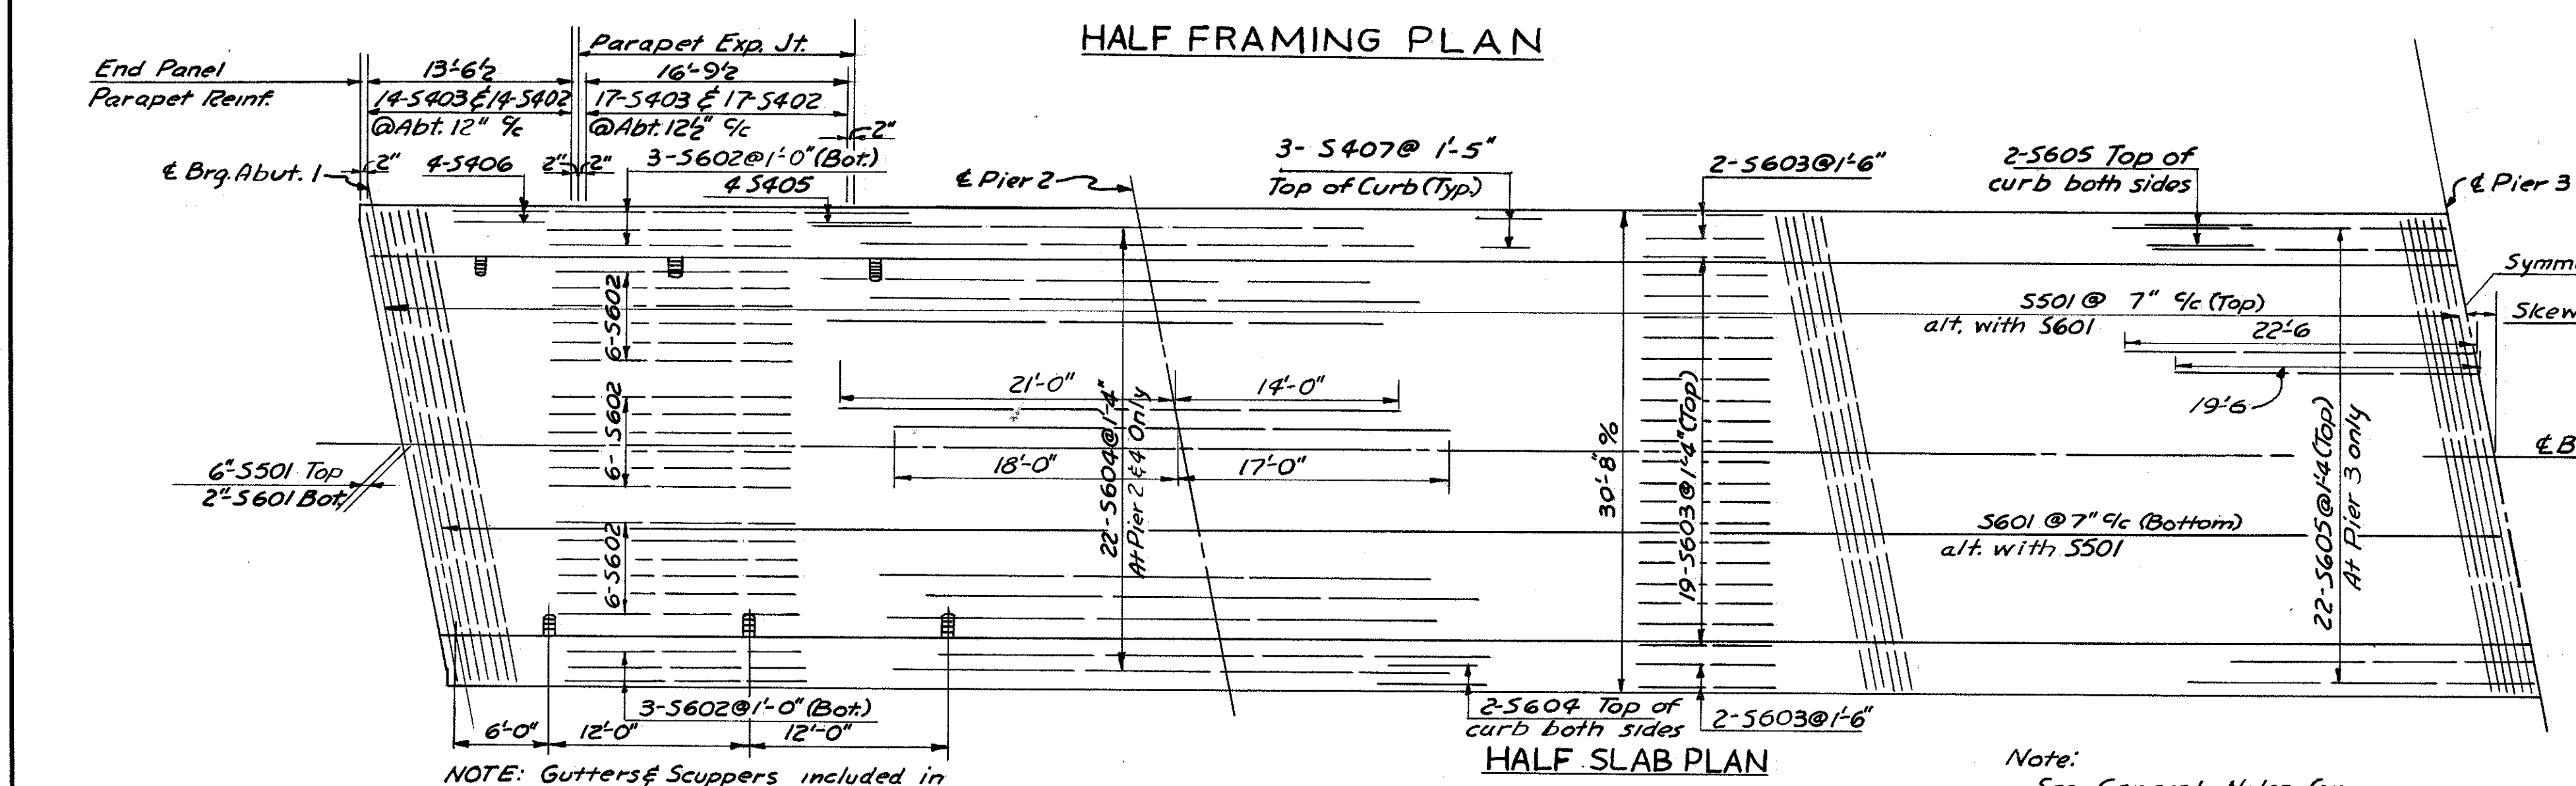 HALF FRAMING PLAN
Parapet Exp. Jt.
End Panel
Parapet Reinf.
13'-6½
16'-9½
14-S403 & 14-S402
17-S403 & 17-S402
@Abt. 12" c/c
@Abt. 12½" c/c
2"
℄ Brg. Abut. 1
2"
4-S406
2"
2"
3-S602@1'-0" (Bot.)
4 S405
℄ Pier 2
3- S407@ 1'-5"
Top of Curb (Typ.)
2-S603@1'-6"
2-S605 Top of
curb both sides
℄ Pier 3
6-S602
6-S602
6-S602
21'-0"
14'-0"
18'-0"
17'-0"
22-S604@1'-4"
At Pier 2 & 4 Only
30'-8" %
19-S603@1'-4" (Top)
S501 @ 7" c/c (Top)
alt. with S601
22'-6
19'-6
Symm
Skew
℄ B
6"-S501 Top
2"-S601 Bot.
S601 @ 7" c/c (Bottom)
alt. with S501
22-S605@1'-4 (Top)
At Pier 3 only
3-S602@1'-0" (Bot.)
6'-0"
12'-0"
12'-0"
2-S604 Top of
curb both sides
2-S603@1'-6"
HALF SLAB PLAN
NOTE: Gutters & Scuppers included in
Note:
See General Notes for